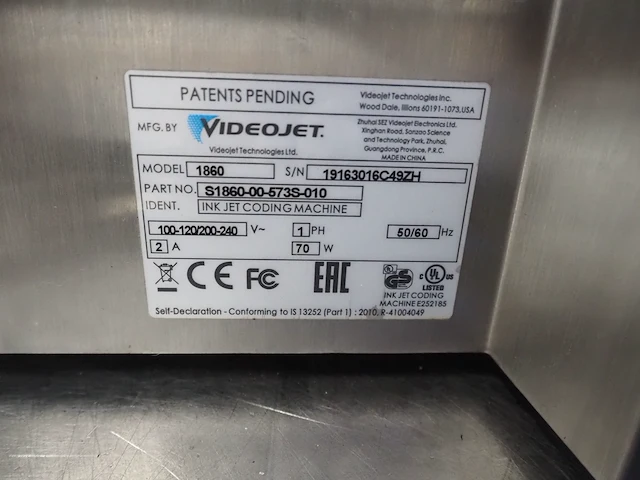 PATENTS PENDING
Videojet Technologies Inc.
Wood Dale, Illions 60191-1073,USA
MFG. BY VIDEOJET.
Videojet Technologies Ltd.
Zhuhai SEZ Videojet Electronics Ltd.
Xinghan Road, Sanzao Science
and Technology Park, Zhuhai,
Guangdong Province, P.R.C.
MADE IN CHINA
MODEL 1860 S/N 19163016C49ZH
PART NO. S1860-00-573S-010
IDENT. INK JET CODING MACHINE
100-120/200-240 V~ 1 PH 50/60 Hz
2 A 70 W
CE FC EAC
GS
C UL US
LISTED
INK JET CODING
MACHINE E252185
Self-Declaration - Conforming to IS 13252 (Part 1) : 2010, R-41004049